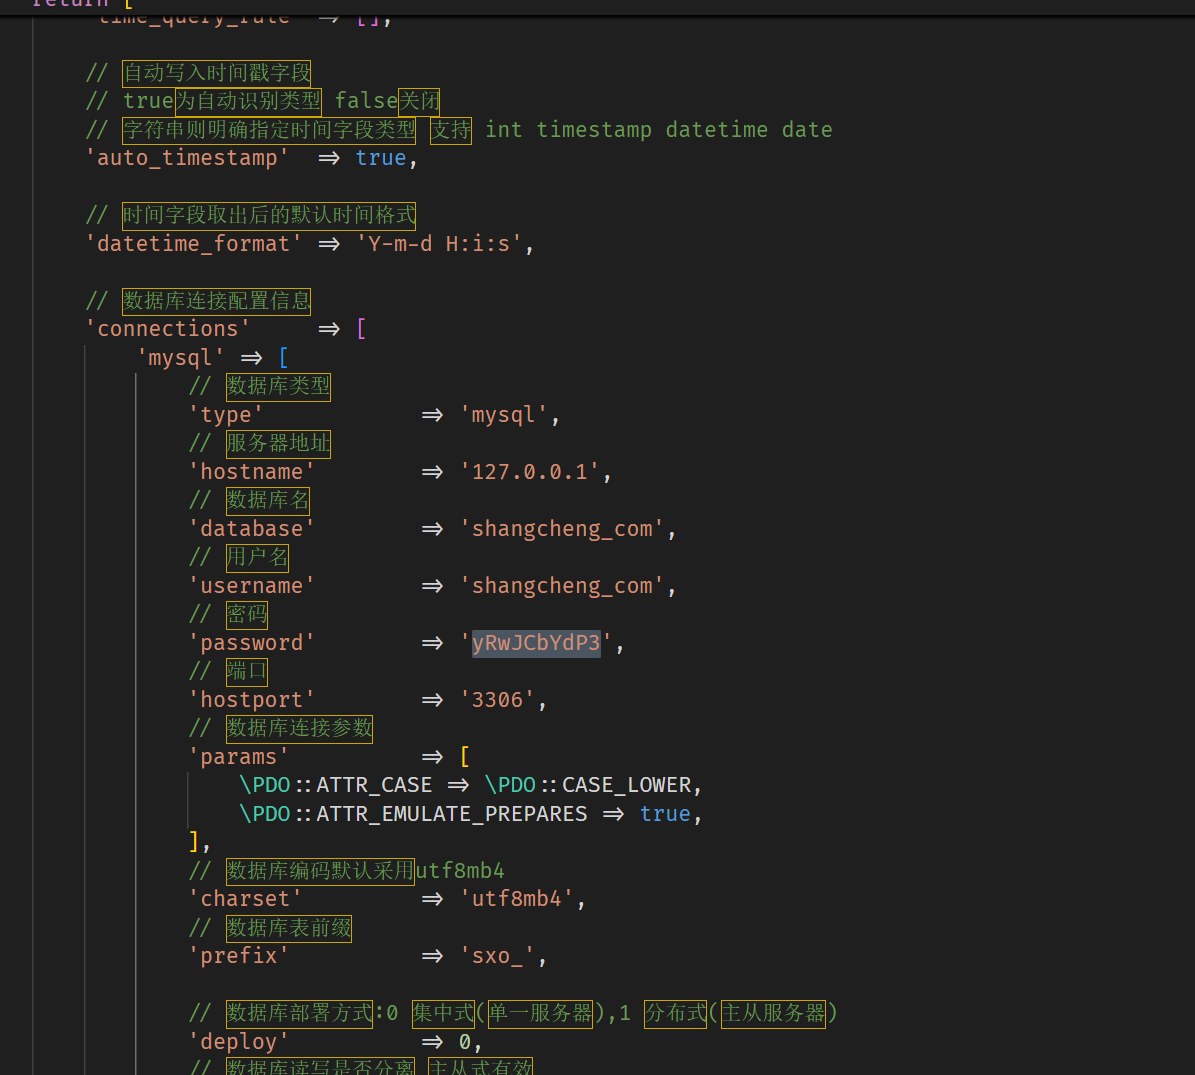 return [
'time_query_rule' => [],
// 自动写入时间戳字段
// true为自动识别类型 false关闭
// 字符串则明确指定时间字段类型 支持 int timestamp datetime date
'auto_timestamp' => true,
// 时间字段取出后的默认时间格式
'datetime_format' => 'Y-m-d H:i:s',
// 数据库连接配置信息
'connections' => [
'mysql' => [
// 数据库类型
'type' => 'mysql',
// 服务器地址
'hostname' => '127.0.0.1',
// 数据库名
'database' => 'shangcheng_com',
// 用户名
'username' => 'shangcheng_com',
// 密码
'password' => 'yRwJCbYdP3',
// 端口
'hostport' => '3306',
// 数据库连接参数
'params' => [
\PDO::ATTR_CASE => \PDO::CASE_LOWER,
\PDO::ATTR_EMULATE_PREPARES => true,
],
// 数据库编码默认采用utf8mb4
'charset' => 'utf8mb4',
// 数据库表前缀
'prefix' => 'sxo_',
// 数据库部署方式:0 集中式(单一服务器),1 分布式(主从服务器)
'deploy' => 0,
// 数据库读写是否分离 主从式有效